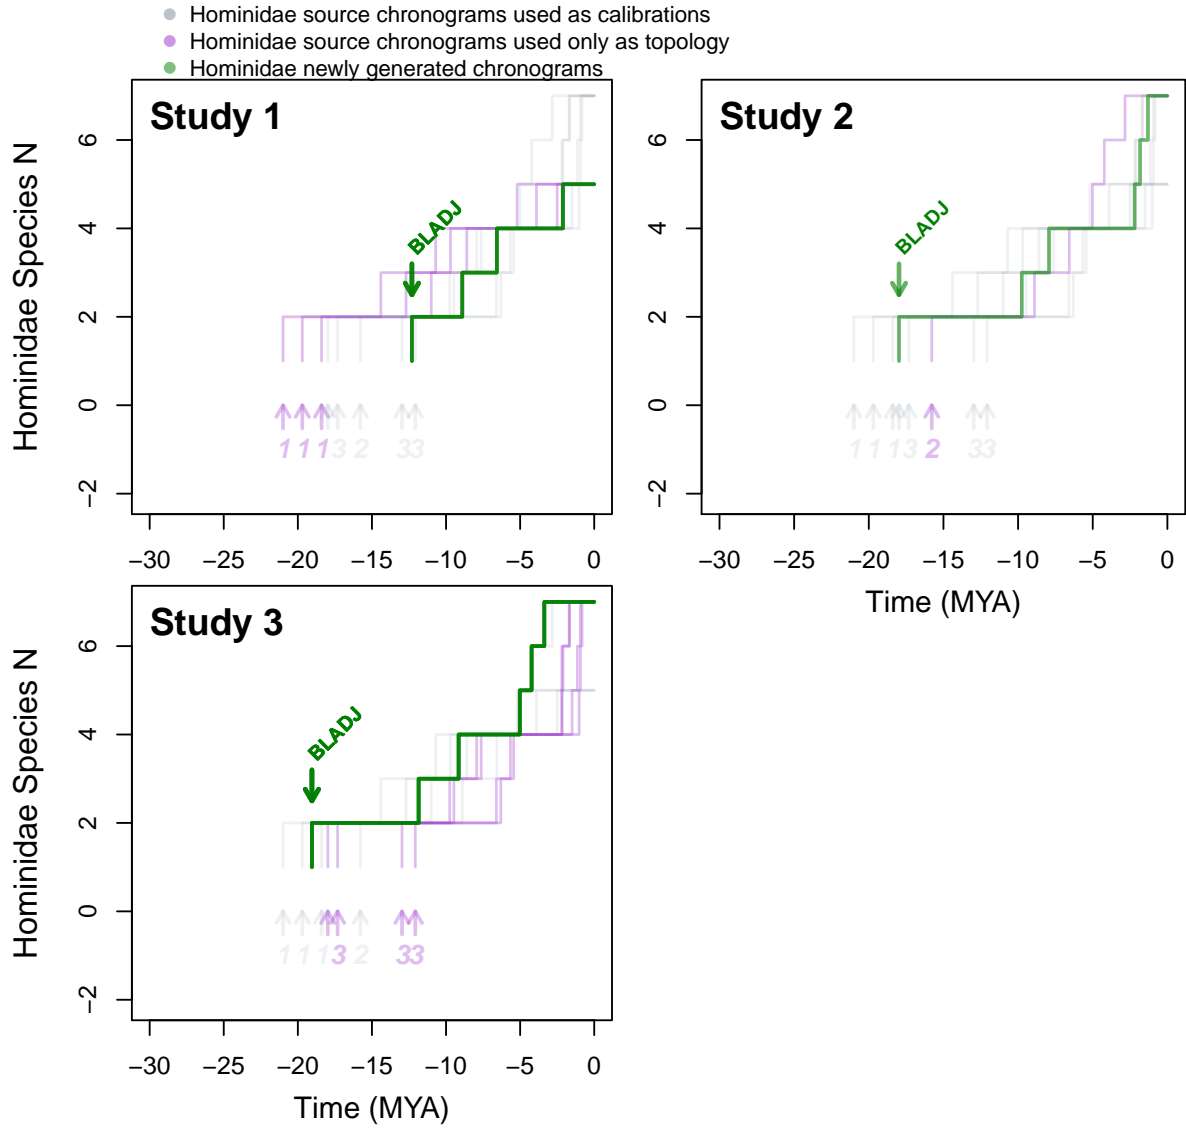 Hominidae source chronograms used as calibrations
Hominidae source chronograms used only as topology
Hominidae newly generated chronograms
Study 1
Hominidae Species N
6
4
2
0
−2
BLADJ
1 1 1 3 2 3 3
−30 −25 −20 −15 −10 −5 0
Study 2
6
4
2
0
−2
BLADJ
1 1 1 3 2 3 3
−30 −25 −20 −15 −10 −5 0
Time (MYA)
Study 3
Hominidae Species N
6
4
2
0
−2
BLADJ
1 1 1 3 2 3 3
−30 −25 −20 −15 −10 −5 0
Time (MYA)